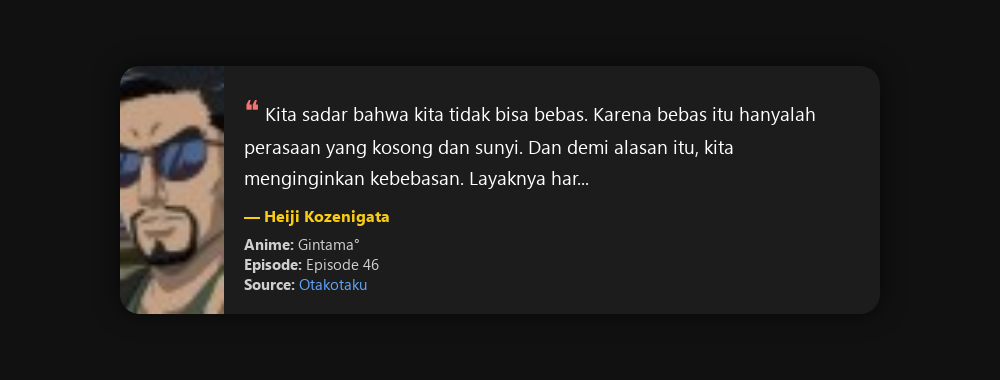 ❝ Kita sadar bahwa kita tidak bisa bebas. Karena bebas itu hanyalah
perasaan yang kosong dan sunyi. Dan demi alasan itu, kita
menginginkan kebebasan. Layaknya har...
— Heiji Kozenigata
Anime: Gintama°
Episode: Episode 46
Source: Otakotaku